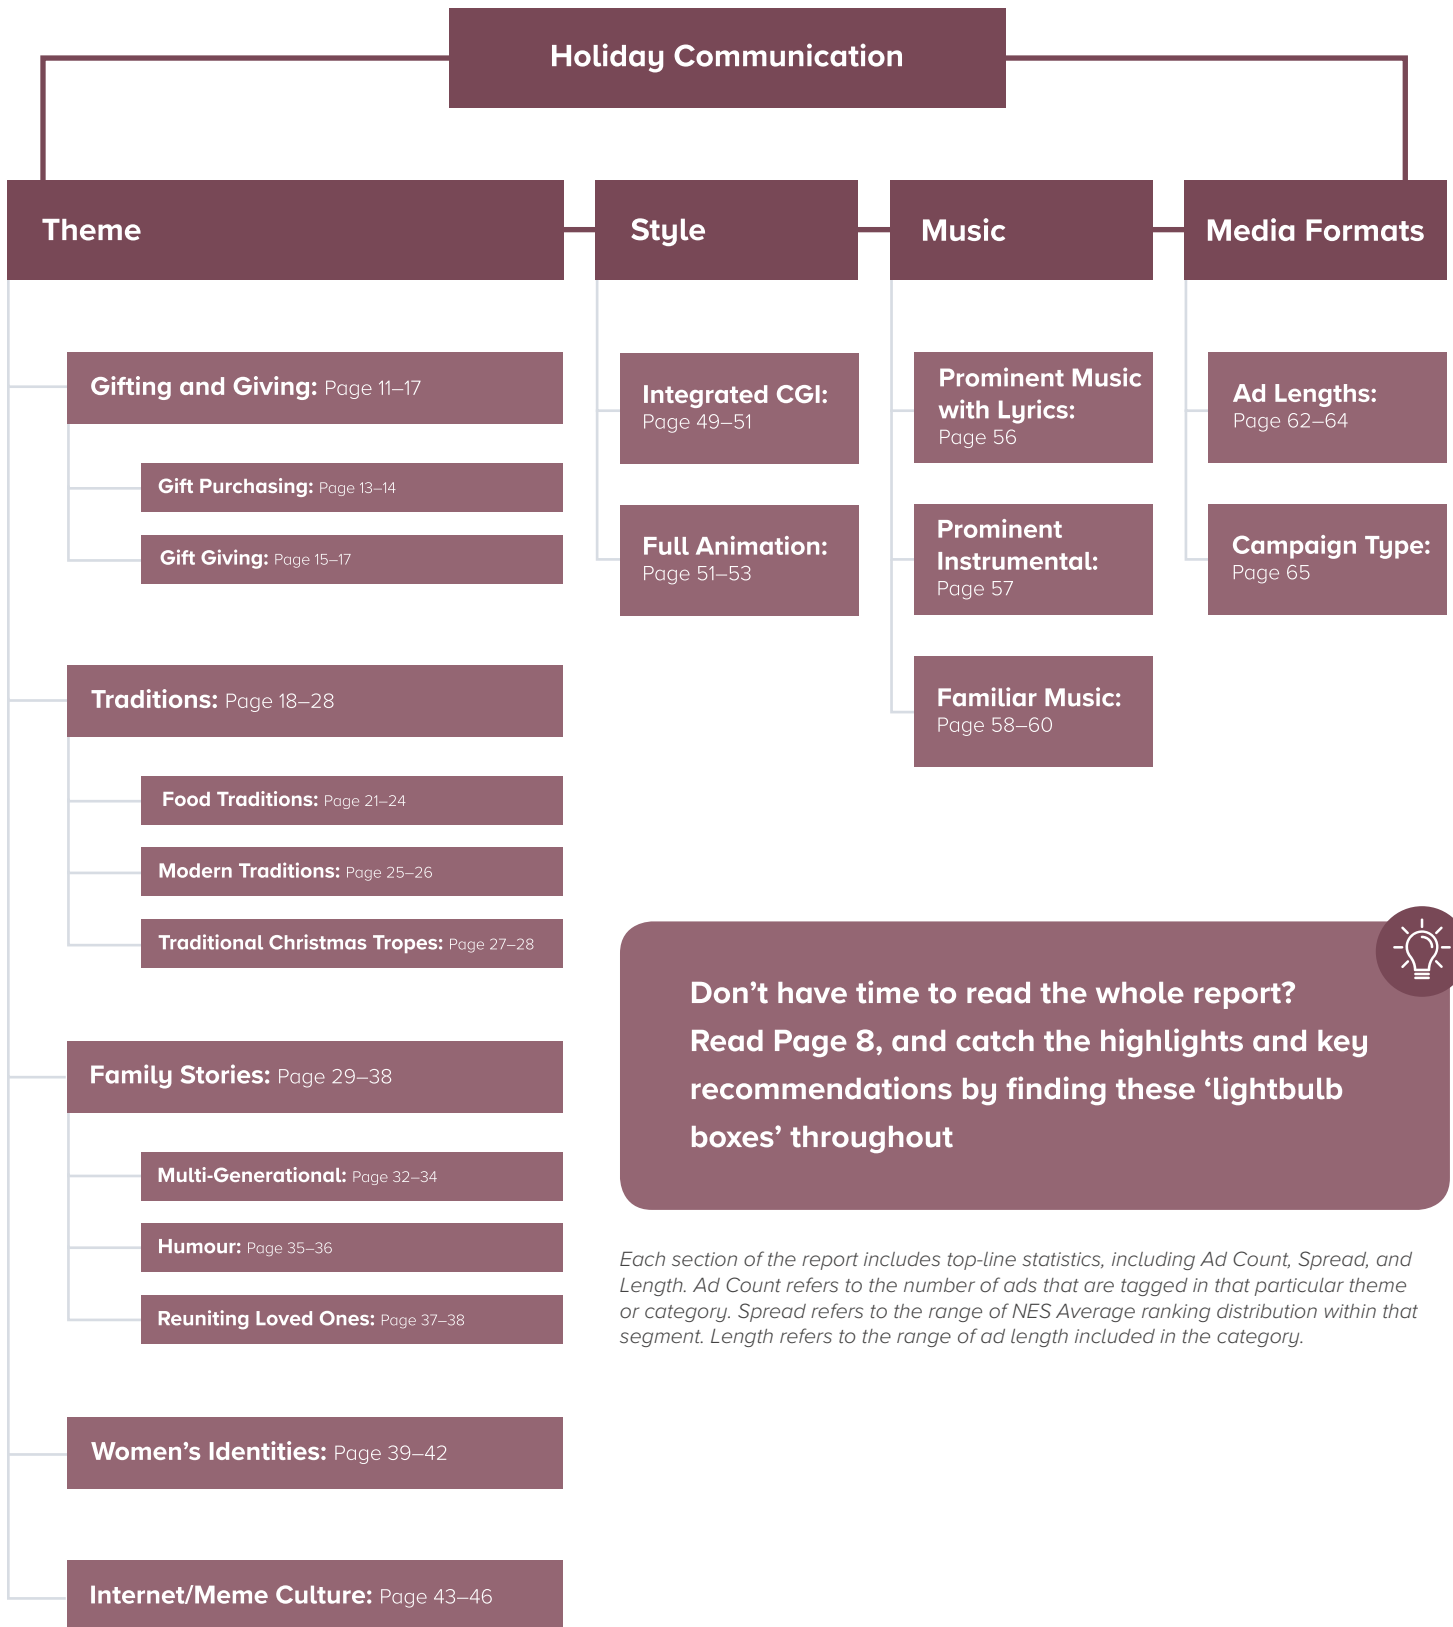 Holiday Communication
Theme
Gifting and Giving: Page 11–17
Gift Purchasing: Page 13–14
Gift Giving: Page 15–17
Traditions: Page 18–28
Food Traditions: Page 21–24
Modern Traditions: Page 25–26
Traditional Christmas Tropes: Page 27–28
Family Stories: Page 29–38
Multi-Generational: Page 32–34
Humour: Page 35–36
Reuniting Loved Ones: Page 37–38
Women’s Identities: Page 39–42
Internet/Meme Culture: Page 43–46
Style
Integrated CGI:
Page 49–51
Full Animation:
Page 51–53
Music
Prominent Music
with Lyrics:
Page 56
Prominent
Instrumental:
Page 57
Familiar Music:
Page 58–60
Media Formats
Ad Lengths:
Page 62–64
Campaign Type:
Page 65
Don’t have time to read the whole report?
Read Page 8, and catch the highlights and key
recommendations by finding these ‘lightbulb
boxes’ throughout
Each section of the report includes top-line statistics, including Ad Count, Spread, and
Length. Ad Count refers to the number of ads that are tagged in that particular theme
or category. Spread refers to the range of NES Average ranking distribution within that
segment. Length refers to the range of ad length included in the category.